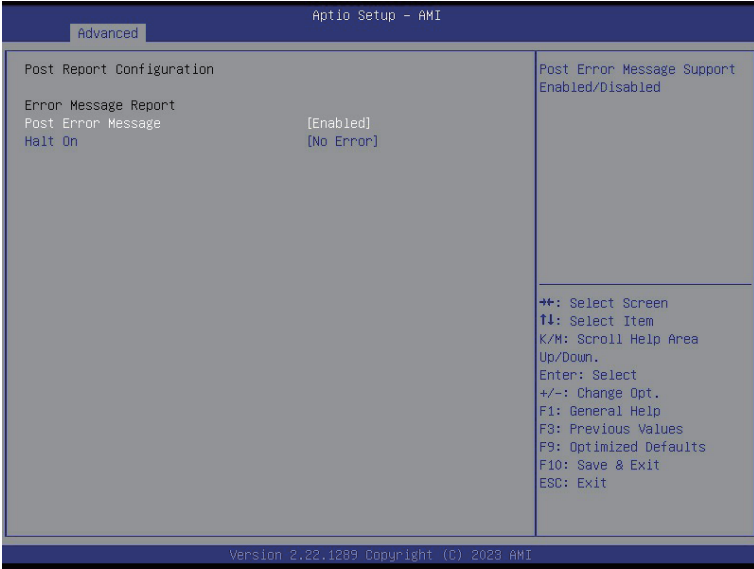 Aptio Setup – AMI
Advanced
Post Report Configuration
Error Message Report
Post Error Message [Enabled]
Halt On [No Error]
Post Error Message Support
Enabled/Disabled
→←: Select Screen
↑↓: Select Item
K/M: Scroll Help Area
Up/Down.
Enter: Select
+/-: Change Opt.
F1: General Help
F3: Previous Values
F9: Optimized Defaults
F10: Save & Exit
ESC: Exit
Version 2.22.1289 Copyright (C) 2023 AMI